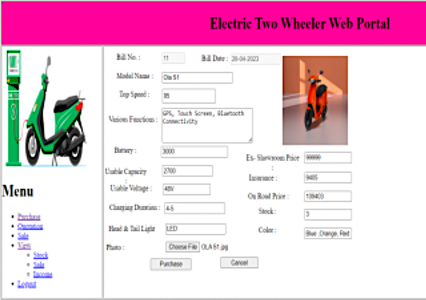 Electric Two Wheeler Web Portal
Bill No. : 11 Bill Date : 28-04-2023
Model Name : Ola S1
Top Speed : 95
Various Functions : GPS, Touch Screen, Bluetooth
Connectivity
Battery : 3000
Ex- Showroom Price
:
Usable Capacity 2700
Insurance : 9405
Usable Voltage : 48V
On Road Price : 109403
Charging Duration : 4-5
Stock : 3
Head & Tail Light LED
Color : Blue ,Orange, Red
Photo : Choose File OLA S1.jpg
Purchase Cancel
Menu
Purchase
Quotation
Sale
View
Stock
Sale
Income
Logout